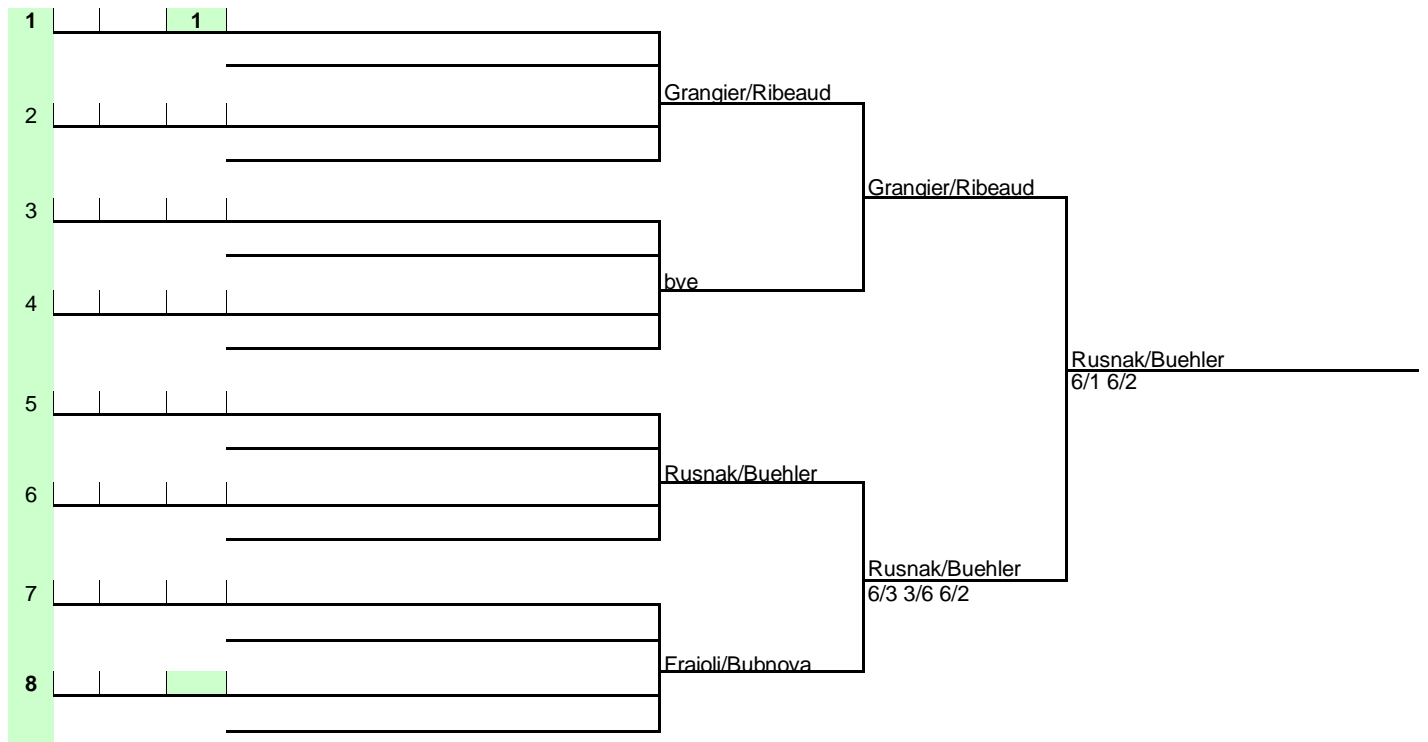 1 1
2
Grangier/Ribeaud
3
Grangier/Ribeaud
4
bye
5
Rusnak/Buehler
6/1 6/2
6
Rusnak/Buehler
7
Rusnak/Buehler
6/3 3/6 6/2
8
Fraioli/Bubnova